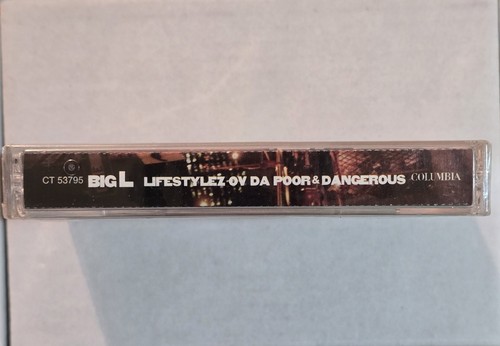 CT 53795 BIG L LIFESTYLEZ OV DA POOR & DANGEROUS COLUMBIA